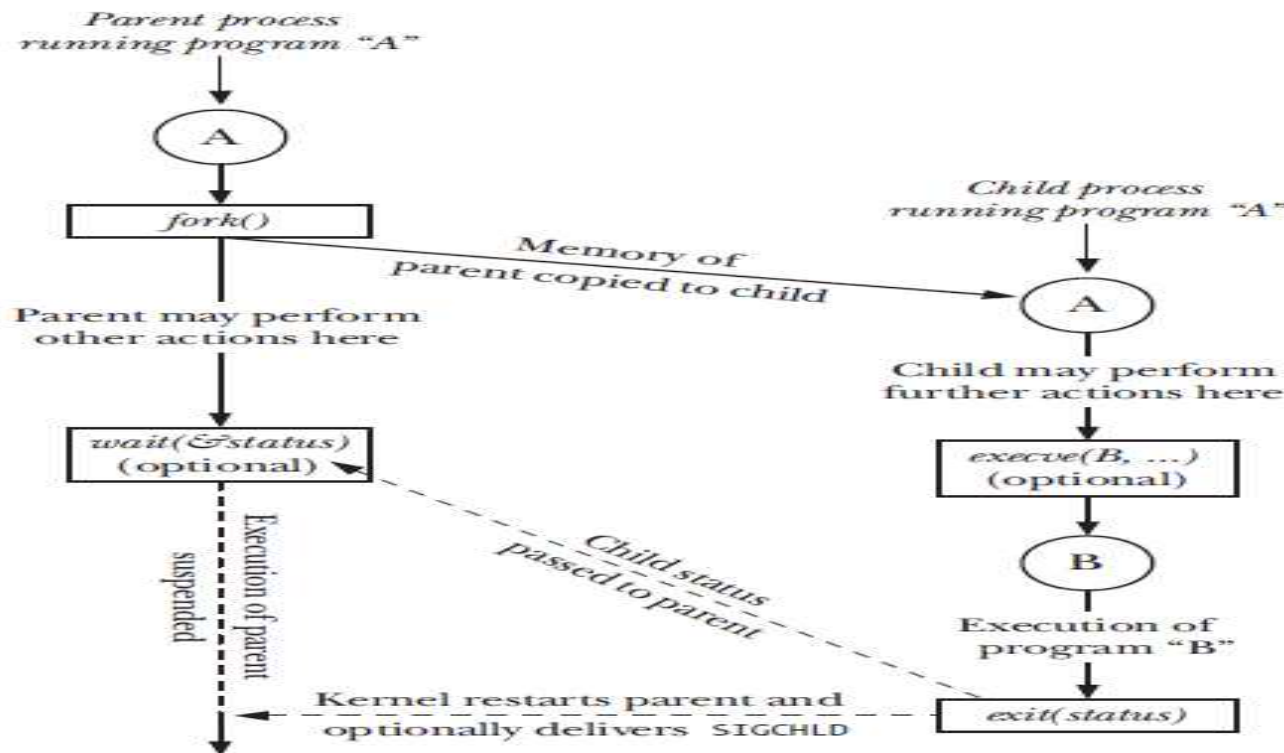 Parent process
running program “A”
A
fork()
Memory of
parent copied to child
Child process
running program “A”
A
Parent may perform
other actions here
Child may perform
further actions here
wait(&status)
(optional)
execve(B, ...)
(optional)
B
Execution of parent
suspended
Child status
passed to parent
Execution of
program “B”
Kernel restarts parent and
optionally delivers SIGCHLD
exit(status)